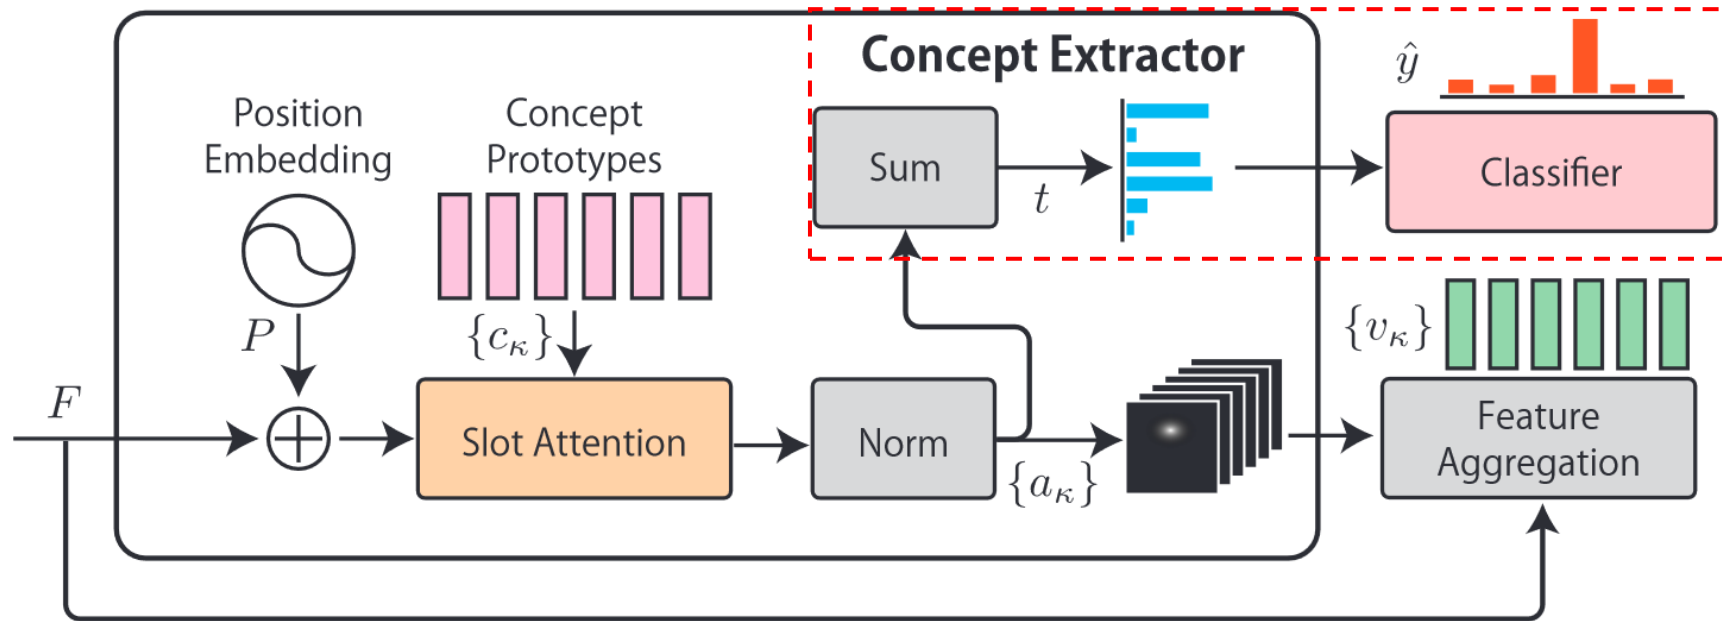 Concept Extractor
ŷ
Position
Embedding
Concept
Prototypes
Sum
t
Classifier
P
{c_κ}
{v_κ}
F
Slot Attention
Norm
{a_κ}
Feature
Aggregation